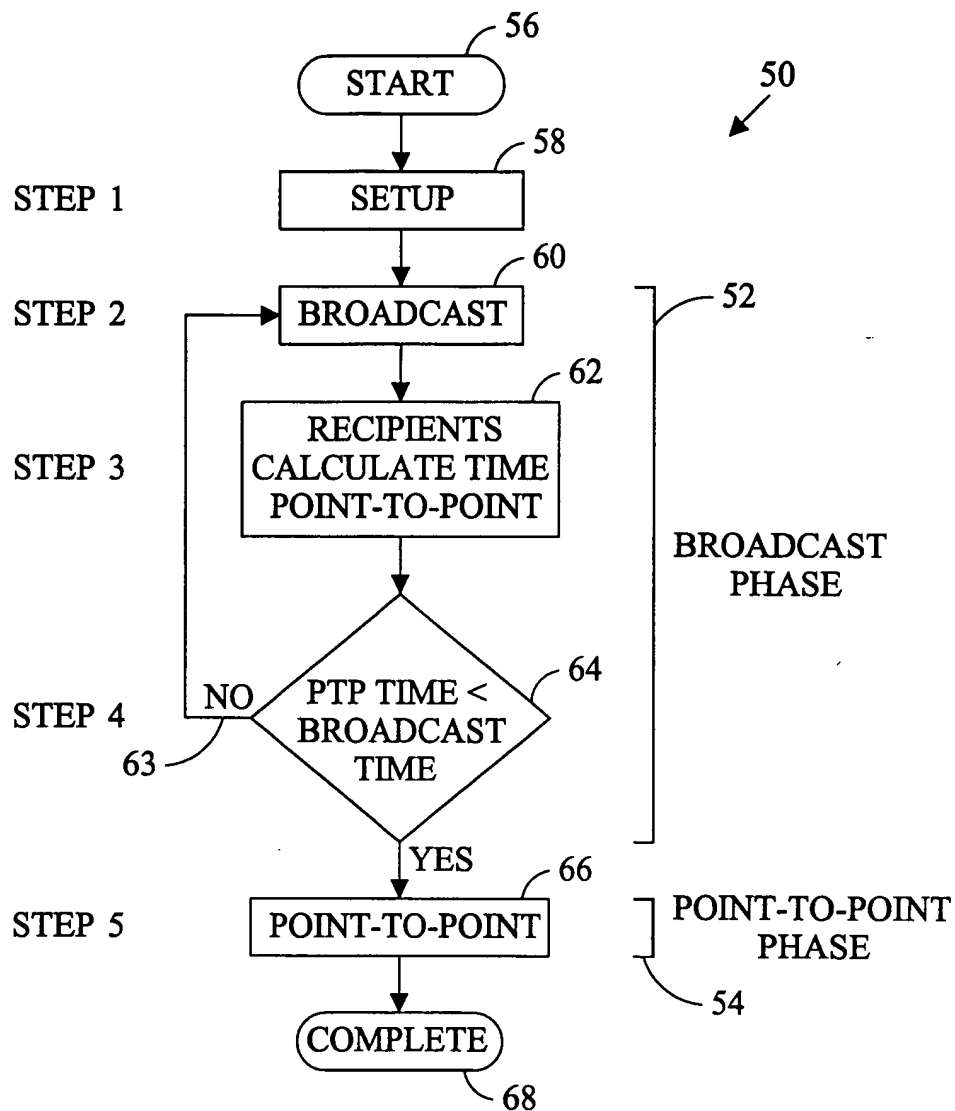 56
START
50
58
STEP 1
SETUP
60
STEP 2
BROADCAST
52
62
STEP 3
RECIPIENTS
CALCULATE TIME
POINT-TO-POINT
BROADCAST
PHASE
64
NO
STEP 4
PTP TIME <
BROADCAST
TIME
63
YES
66
STEP 5
POINT-TO-POINT
POINT-TO-POINT
PHASE
54
COMPLETE
68